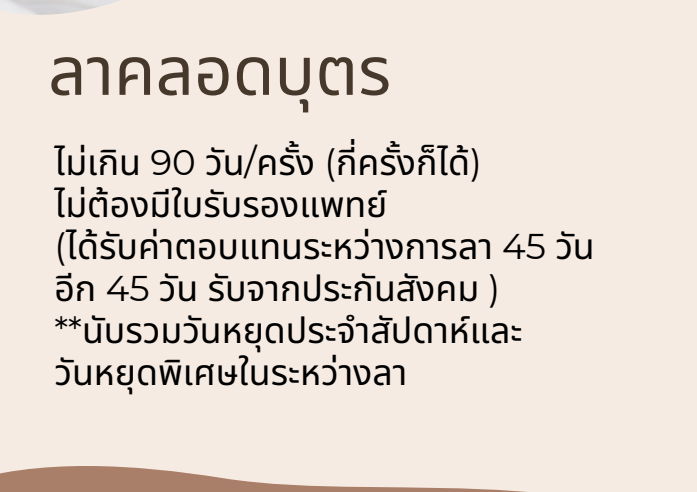 ลาคลอดบุตร
ไม่เกิน 90 วัน/ครั้ง (กี่ครั้งก็ได้)
ไม่ต้องมีใบรับรองแพทย์
(ได้รับค่าตอบแทนระหว่างการลา 45 วัน
อีก 45 วัน รับจากประกันสังคม )
**นับรวมวันหยุดประจำสัปดาห์และ
วันหยุดพิเศษในระหว่างลา